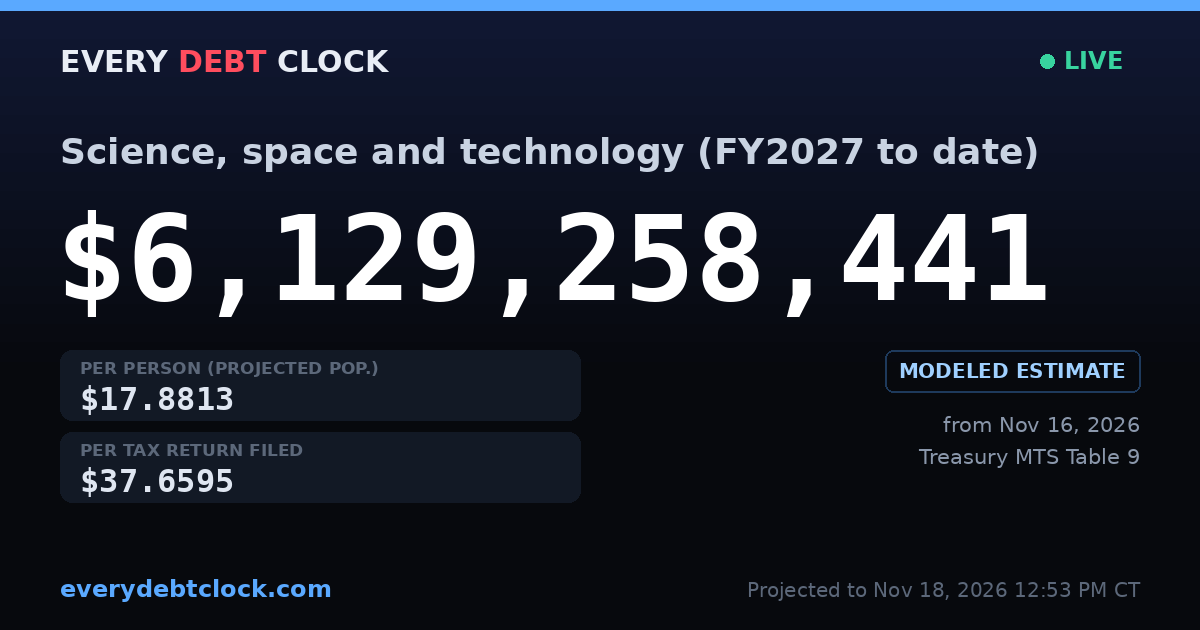 EVERY DEBT CLOCK
LIVE
Science, space and technology (FY2027 to date)
$6,129,258,441
PER PERSON (PROJECTED POP.)
$17.8813
PER TAX RETURN FILED
$37.6595
MODELED ESTIMATE
from Nov 16, 2026
Treasury MTS Table 9
everydebtclock.com
Projected to Nov 18, 2026 12:53 PM CT